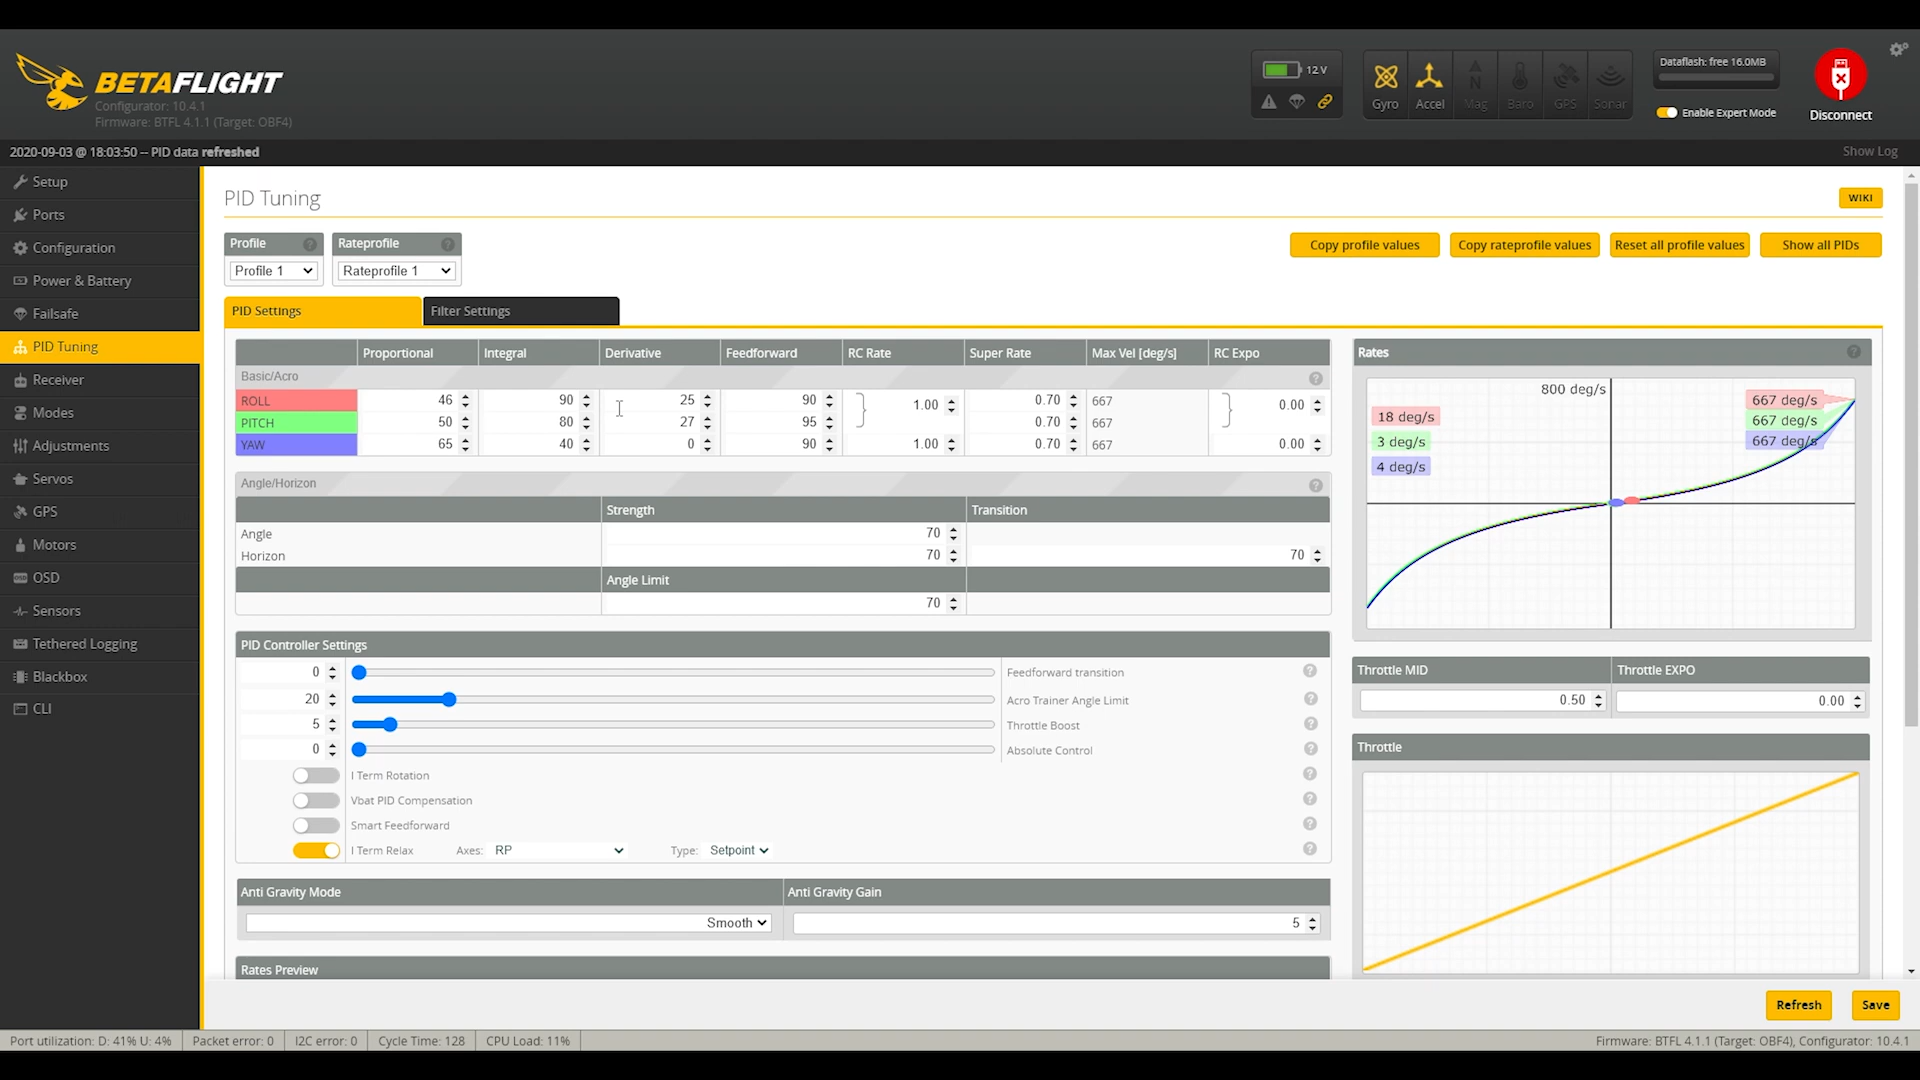 BETAFLIGHT
Configurator: 10.4.1
Firmware: BTFL 4.1.1 (Target: OBF4)
12 V
Gyro
Accel
Mag
Baro
GPS
Sonar
Dataflash: free 16.0MB
Enable Expert Mode
Disconnect
2020-09-03 @ 18:03:50 -- PID data refreshed
Show Log
Setup
Ports
Configuration
Power & Battery
Failsafe
PID Tuning
Receiver
Modes
Adjustments
Servos
GPS
Motors
OSD
Sensors
Tethered Logging
Blackbox
CLI
PID Tuning
WIKI
Profile
Rateprofile
Profile 1
Rateprofile 1
Copy profile values
Copy rateprofile values
Reset all profile values
Show all PIDs
PID Settings
Filter Settings
Proportional Integral Derivative Feedforward RC Rate Super Rate Max Vel [deg/s] RC Expo
Basic/Acro
ROLL 46 90 25 90 1.00 0.70 667 0.00
PITCH 50 80 27 95 0.70 667
YAW 65 40 0 90 1.00 0.70 667 0.00
Angle/Horizon
Strength Transition
Angle 70
Horizon 70 70
Angle Limit
70
PID Controller Settings
0 Feedforward transition
20 Acro Trainer Angle Limit
5 Throttle Boost
0 Absolute Control
I Term Rotation
Vbat PID Compensation
Smart Feedforward
I Term Relax Axes: RP Type: Setpoint
Anti Gravity Mode Anti Gravity Gain
Smooth 5
Rates Preview
Rates
800 deg/s
18 deg/s
3 deg/s
4 deg/s
667 deg/s
667 deg/s
667 deg/s
Throttle MID Throttle EXPO
0.50 0.00
Throttle
Refresh
Save
Port utilization: D: 41% U: 4% Packet error: 0 I2C error: 0 Cycle Time: 128 CPU Load: 11%
Firmware: BTFL 4.1.1 (Target: OBF4), Configurator: 10.4.1